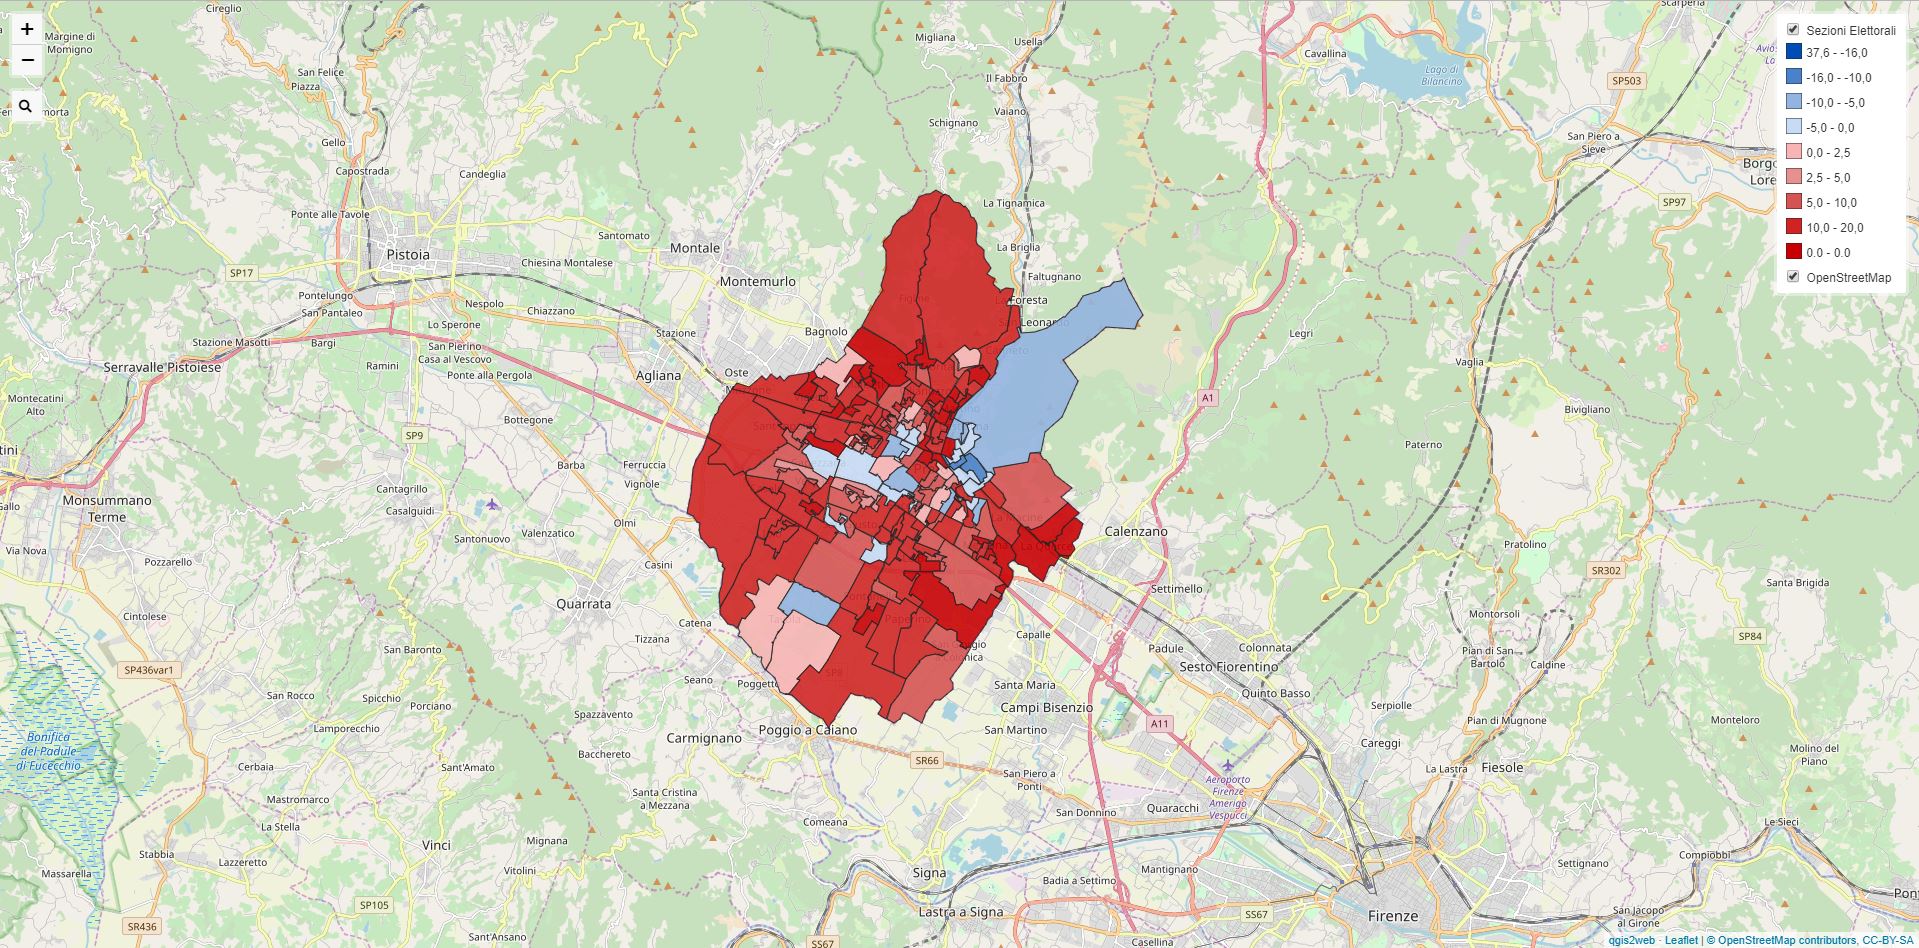 Cireglio
Margine di
Momigno
San Felice
Piazza
Gello
Capostrada
Candeglia
Ponte alle Tavole
Pistoia
Santomato
Chiesina Montalese
SP17
Pontelungo
San Pantaleo
Nespolo
Chiazzano
Stazione Masotti
Bargi
Lo Sperone
San Pierino
Casa al Vescovo
Ponte alla Pergola
Ramini
Serravalle Pistoiese
Montecatini
Alto
SP9
Bottegone
Barba
Ferruccia
Vignole
Cantagrillo
Casalguidi
Monsummano
Terme
Via Nova
Pozzarello
Santonuovo
Valenzatico
Olmi
Casini
Quarrata
Catena
Tizzana
Cintolese
SP436var1
San Baronto
San Rocco
Spicchio
Porciano
Lamporecchio
Bonifica
del Padule
di Fucecchio
Cerbaia
Sant'Amato
Mastromarco
La Stella
Stabbia
Lazzeretto
Massarella
Vinci
Mignana
Vitolini
SP105
SR436
Sant'Ansano
Migliana
Usella
Il Fabbro
Vaiano
Schignano
La Tignamica
La Briglia
Faltugnano
La Foresta
Montale
Montemurlo
Bagnolo
Stazione
Oste
Agliana
Figline
Tavola
Paperino
La Querce
SP8
Seano
Poggetto
Spazzavento
Carmignano
Poggio a Caiano
Bacchereto
Santa Cristina
a Mezzana
Comeana
SR66
Santa Maria
Campi Bisenzio
San Martino
San Piero a
Ponti
Capalle
San Donnino
Signa
Lastra a Signa
Badia a Settimo
SS67
Cavallina
Lago di
Bilancino
Scarperia
SP503
San Piero a
Sieve
SP97
Legri
Vaglia
A1
Paterno
Bivigliano
Calenzano
Settimello
Pratolino
SR302
Santa Brigida
Montorsoli
Pian di San
Bartolo
Caldine
SP84
Padule
Sesto Fiorentino
Colonnata
Quinto Basso
Serpiolle
Pian di Mugnone
Monteloro
Careggi
La Lastra
Fiesole
Molino del
Piano
A11
Aeroporto
Firenze
Amerigo
Vespucci
Quaracchi
Mantignano
Le Sieci
Compiobbi
Settignano
Firenze
SS67
San Jacopo
al Girone
Casellina
+
−
Sezioni Elettorali
37,6 - -16,0
-16,0 - -10,0
-10,0 - -5,0
-5,0 - 0,0
0,0 - 2,5
2,5 - 5,0
5,0 - 10,0
10,0 - 20,0
0.0 - 0.0
OpenStreetMap
qgis2web · Leaflet | © OpenStreetMap contributors, CC-BY-SA